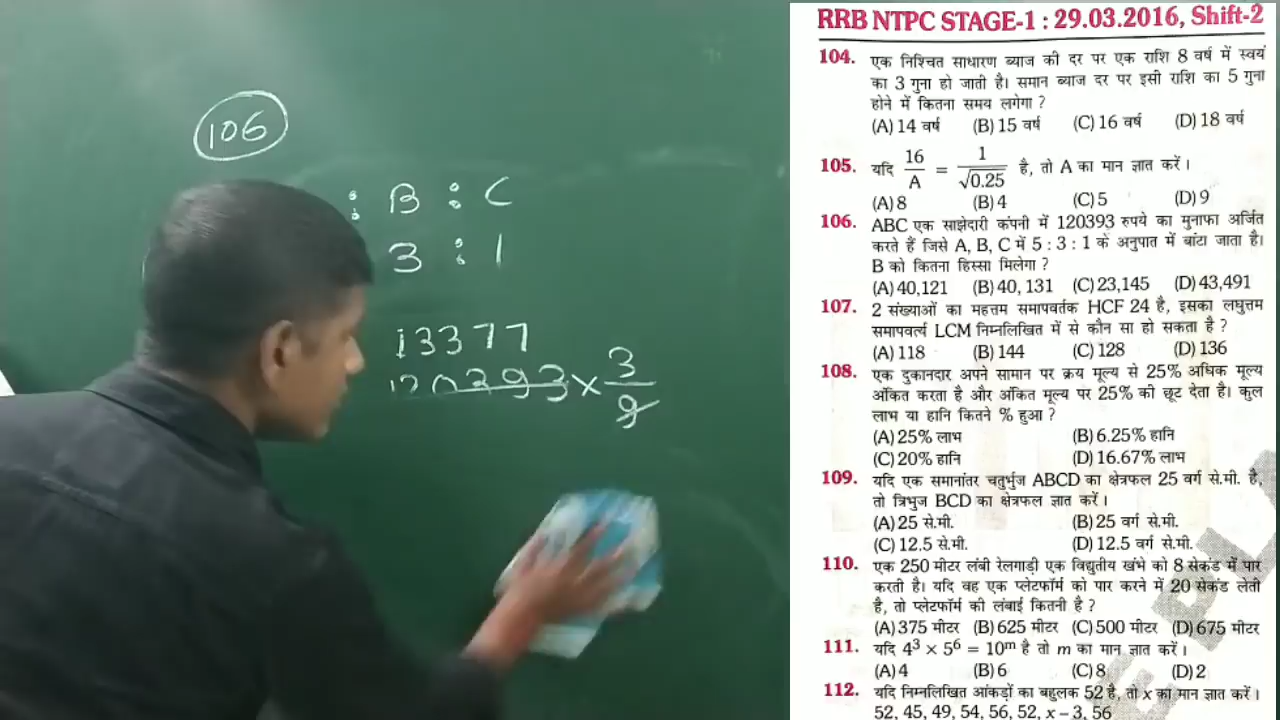 106
: B : C
3 : 1
13377
120393 × 3/9
RRB NTPC STAGE-1 : 29.03.2016, Shift-2
104. एक निश्चित साधारण ब्याज की दर पर एक राशि 8 वर्ष में स्वयं
का 3 गुना हो जाती है। समान ब्याज दर पर इसी राशि का 5 गुना
होने में कितना समय लगेगा ?
(A) 14 वर्ष (B) 15 वर्ष (C) 16 वर्ष (D) 18 वर्ष
105. यदि 16/A = 1/√0.25 है, तो A का मान ज्ञात करें।
(A) 8 (B) 4 (C) 5 (D) 9
106. ABC एक साझेदारी कंपनी में 120393 रुपये का मुनाफा अर्जित
करते हैं जिसे A, B, C में 5 : 3 : 1 के अनुपात में बांटा जाता है।
B को कितना हिस्सा मिलेगा ?
(A) 40,121 (B) 40, 131 (C) 23,145 (D) 43,491
107. 2 संख्याओं का महत्तम समापवर्तक HCF 24 है, इसका लघुत्तम
समापवर्त्य LCM निम्नलिखित में से कौन सा हो सकता है ?
(A) 118 (B) 144 (C) 128 (D) 136
108. एक दुकानदार अपने सामान पर क्रय मूल्य से 25% अधिक मूल्य
अंकित करता है और अंकित मूल्य पर 25% की छूट देता है। कुल
लाभ या हानि कितने % हुआ ?
(A) 25% लाभ (B) 6.25% हानि
(C) 20% हानि (D) 16.67% लाभ
109. यदि एक समानांतर चतुर्भुज ABCD का क्षेत्रफल 25 वर्ग से.मी. है,
तो त्रिभुज BCD का क्षेत्रफल ज्ञात करें।
(A) 25 से.मी. (B) 25 वर्ग से.मी.
(C) 12.5 से.मी. (D) 12.5 वर्ग से.मी.
110. एक 250 मीटर लंबी रेलगाड़ी एक विद्युतीय खंभे को 8 सेकंड में पार
करती है। यदि वह एक प्लेटफॉर्म को पार करने में 20 सेकंड लेती
है, तो प्लेटफॉर्म की लंबाई कितनी है ?
(A) 375 मीटर (B) 625 मीटर (C) 500 मीटर (D) 675 मीटर
111. यदि 4³ × 5⁶ = 10ᵐ है तो m का मान ज्ञात करें।
(A) 4 (B) 6 (C) 8 (D) 2
112. यदि निम्नलिखित आंकड़ों का बहुलक 52 है, तो x का मान ज्ञात करें।
52, 45, 49, 54, 56, 52, x – 3, 56